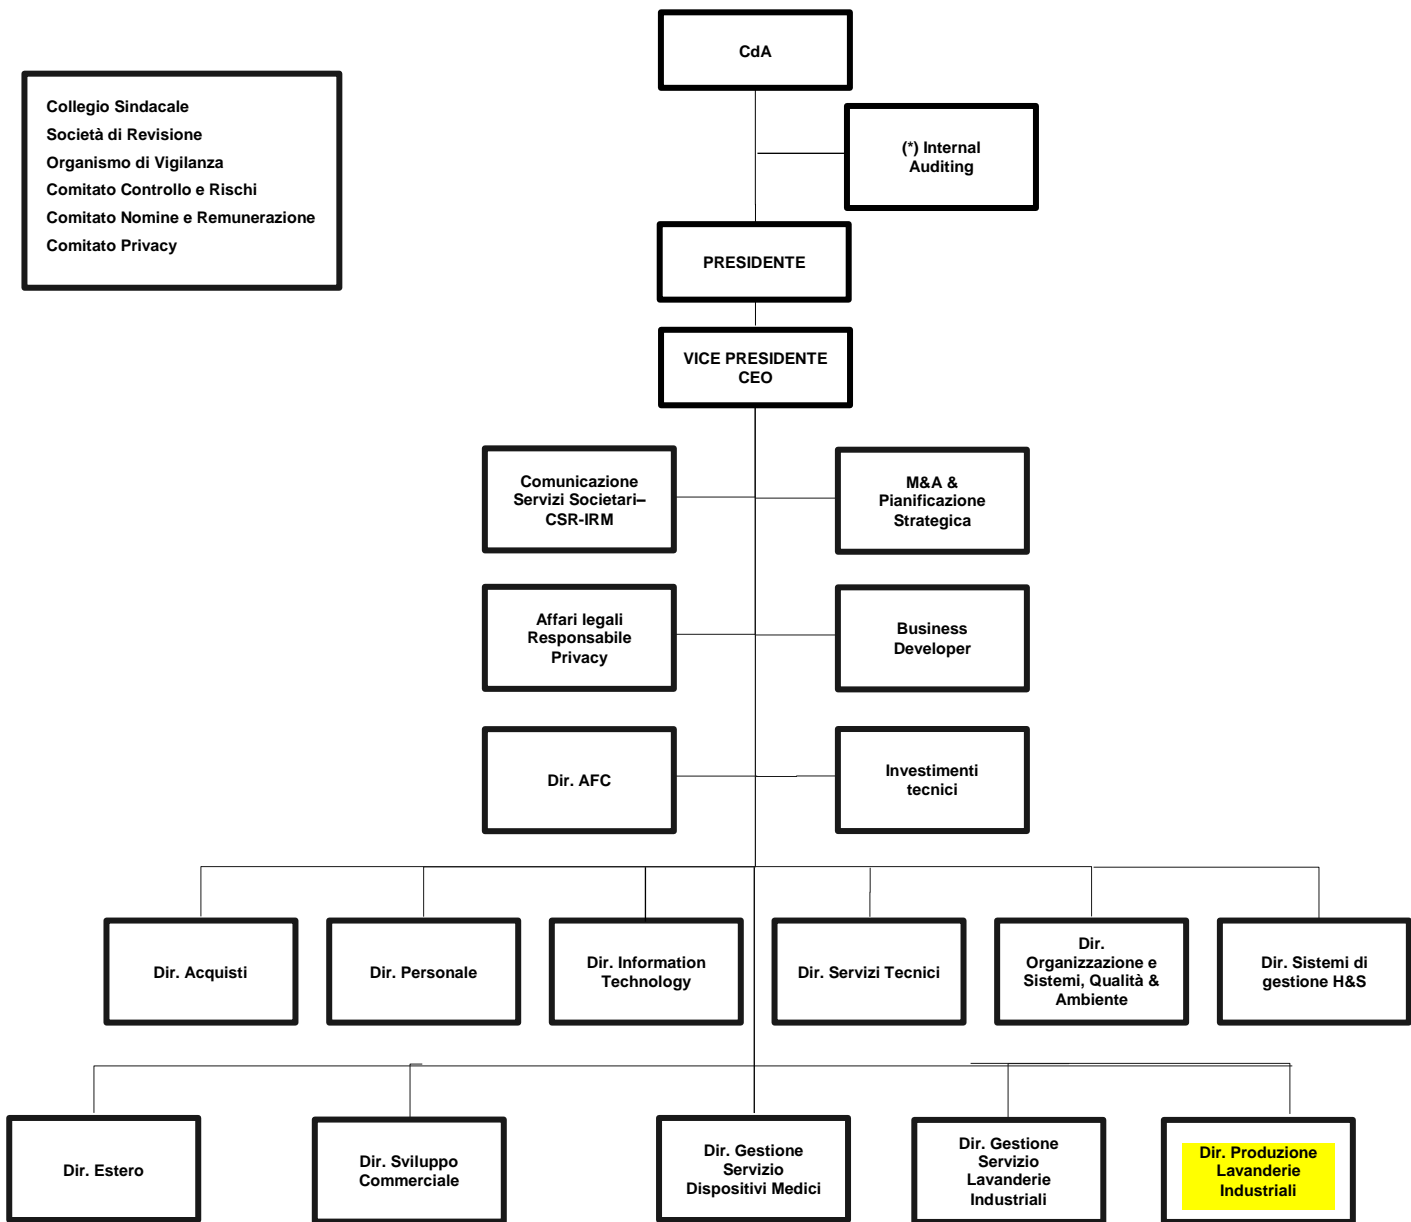 CdA
Collegio Sindacale
Società di Revisione
Organismo di Vigilanza
Comitato Controllo e Rischi
Comitato Nomine e Remunerazione
Comitato Privacy
(*) Internal
Auditing
PRESIDENTE
VICE PRESIDENTE
CEO
Comunicazione
Servizi Societari–
CSR-IRM
M&A &
Pianificazione
Strategica
Affari legali
Responsabile
Privacy
Business
Developer
Dir. AFC
Investimenti
tecnici
Dir. Acquisti
Dir. Personale
Dir. Information
Technology
Dir. Servizi Tecnici
Dir.
Organizzazione e
Sistemi, Qualità &
Ambiente
Dir. Sistemi di
gestione H&S
Dir. Estero
Dir. Sviluppo
Commerciale
Dir. Gestione
Servizio
Dispositivi Medici
Dir. Gestione
Servizio
Lavanderie
Industriali
Dir. Produzione
Lavanderie
Industriali